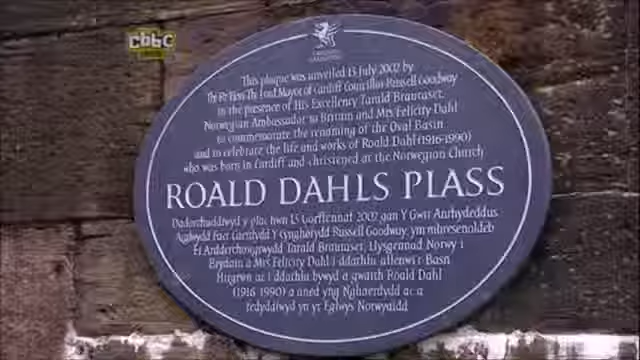 cbbc
This plaque was unveiled 15 July 2002 by
The Rt Hon The Lord Mayor of Cardiff Councillor Russell Goodway
in the presence of His Excellency Tarald Brautaset,
Norwegian Ambassador to Britain and Mrs Felicity Dahl
to commemorate the renaming of the Oval Basin
and to celebrate the life and works of Roald Dahl (1916-1990)
who was born in Cardiff and christened at the Norwegian Church
ROALD DAHLS PLASS
Dadorchuddiwyd y plac hwn 15 Gorffennaf 2002 gan Y Gwir Anrhydeddus
Arglwydd Faer Caerdydd Y Cynghorydd Russell Goodway, ym mhresenoldeb
Ei Ardderchowgrwydd Tarald Brautaset, Llysgennad Norwy i
Brydain a Mrs Felicity Dahl i ddathlu ailenwi'r Basn
Hirgrwn ac i ddathlu bywyd a gwaith Roald Dahl
(1916-1990) a aned yng Nghaerdydd ac a
fedyddiwyd yn yr Eglwys Norwyaidd